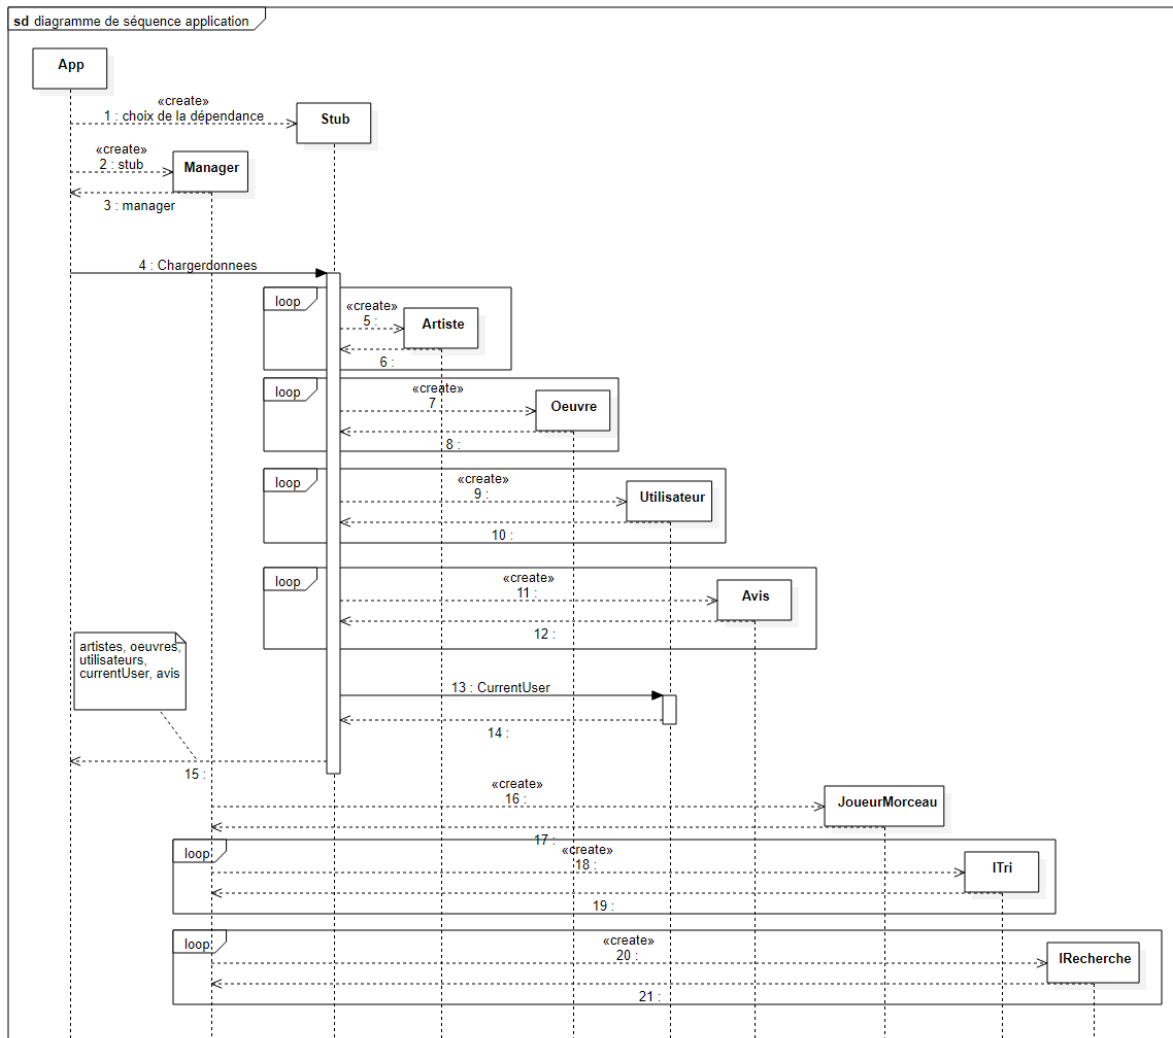 sd diagramme de séquence application
App
«create»
1 : choix de la dépendance
Stub
«create»
2 : stub
Manager
3 : manager
4 : Chargerdonnees
loop
«create»
5 :
Artiste
6 :
loop
«create»
7
Oeuvre
8 :
loop
«create»
9 :
Utilisateur
10 :
loop
«create»
11 :
Avis
12 :
artistes, oeuvres,
utilisateurs,
currentUser, avis
13 : CurrentUser
14 :
15 :
«create»
16 :
JoueurMorceau
17 :
loop
«create»
18 :
ITri
19 :
loop
«create»
20 :
IRecherche
21 :